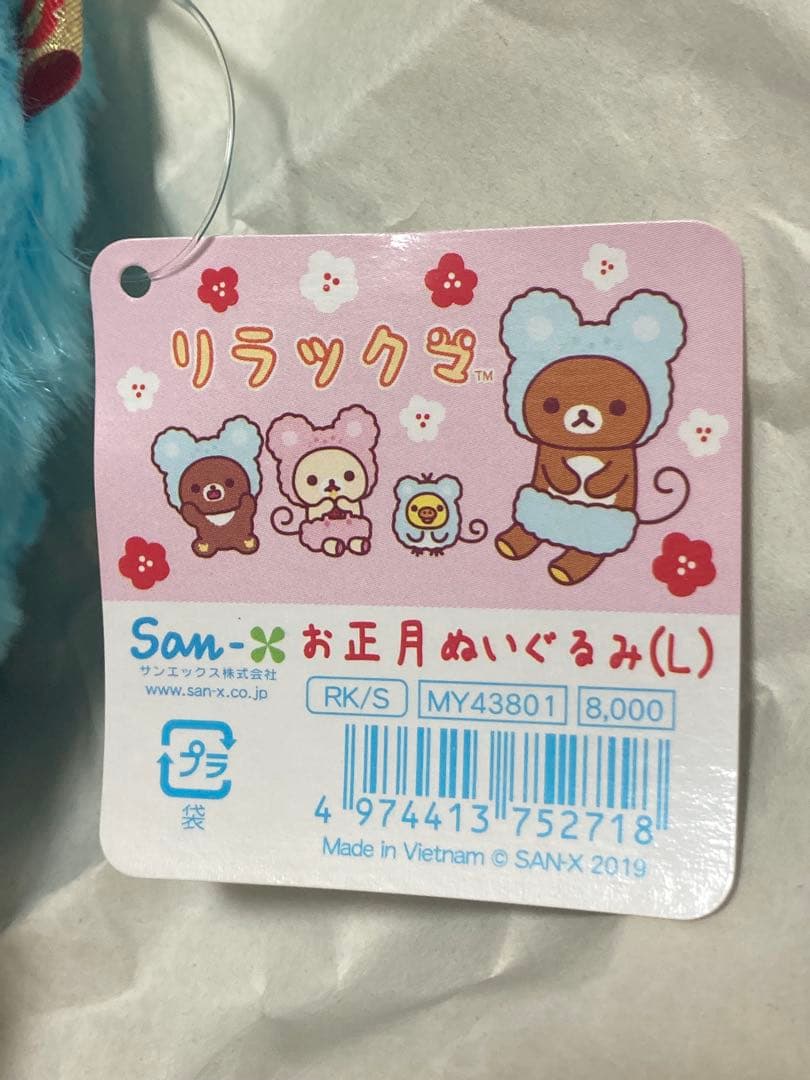 リラックマ™
San-X お正月ぬいぐるみ(L)
サンエックス株式会社
www.san-x.co.jp
RK/S MY43801 8,000
プラ
袋
4 974413 752718
Made in Vietnam © SAN-X 2019